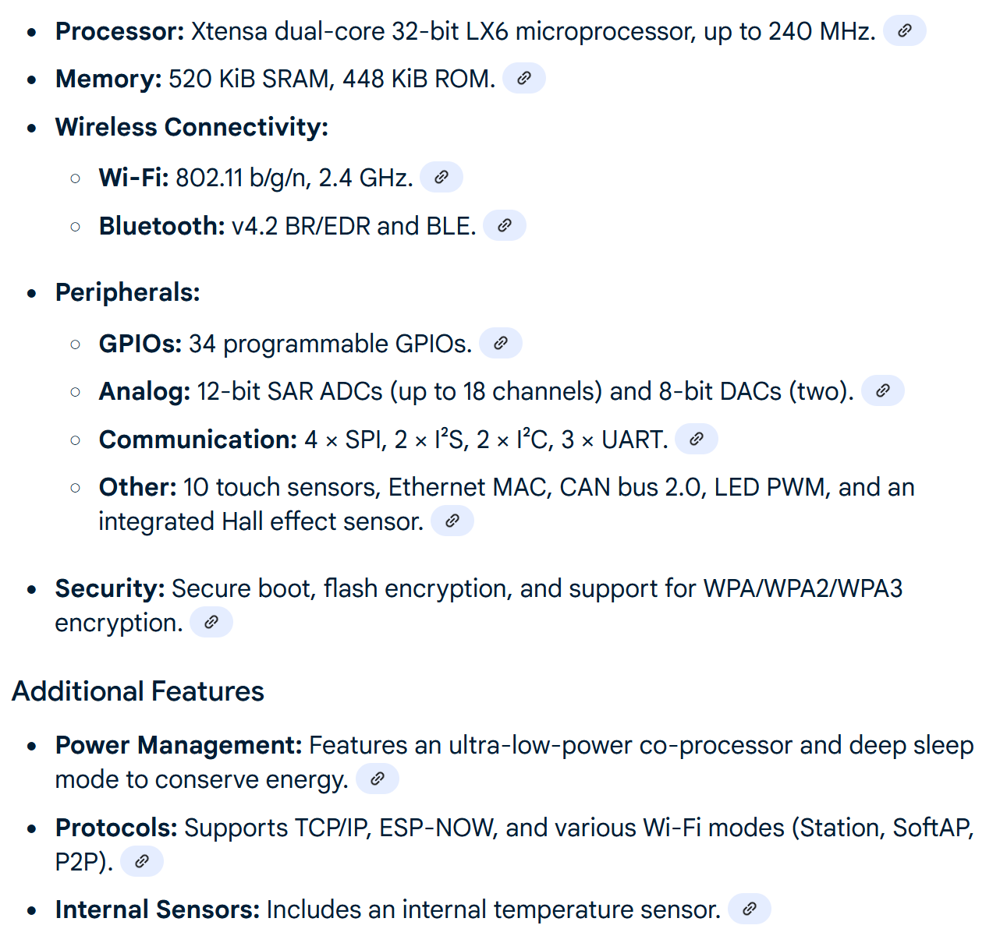 • Processor: Xtensa dual-core 32-bit LX6 microprocessor, up to 240 MHz.
• Memory: 520 KiB SRAM, 448 KiB ROM.
• Wireless Connectivity:
○ Wi-Fi: 802.11 b/g/n, 2.4 GHz.
○ Bluetooth: v4.2 BR/EDR and BLE.
• Peripherals:
○ GPIOs: 34 programmable GPIOs.
○ Analog: 12-bit SAR ADCs (up to 18 channels) and 8-bit DACs (two).
○ Communication: 4 × SPI, 2 × I²S, 2 × I²C, 3 × UART.
○ Other: 10 touch sensors, Ethernet MAC, CAN bus 2.0, LED PWM, and an
integrated Hall effect sensor.
• Security: Secure boot, flash encryption, and support for WPA/WPA2/WPA3
encryption.
Additional Features
• Power Management: Features an ultra-low-power co-processor and deep sleep
mode to conserve energy.
• Protocols: Supports TCP/IP, ESP-NOW, and various Wi-Fi modes (Station, SoftAP,
P2P).
• Internal Sensors: Includes an internal temperature sensor.